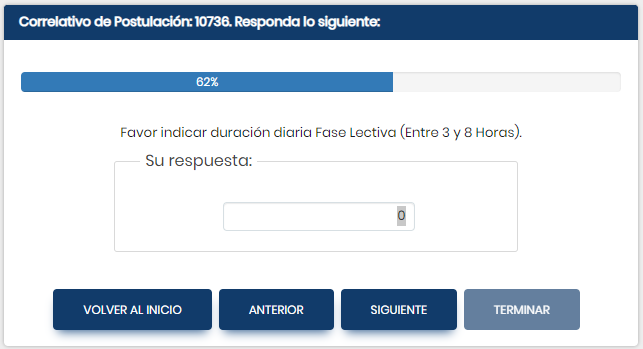 Correlativo de Postulación: 10736. Responda lo siguiente:
62%
Favor indicar duración diaria Fase Lectiva (Entre 3 y 8 Horas).
Su respuesta:
0
VOLVER AL INICIO
ANTERIOR
SIGUIENTE
TERMINAR